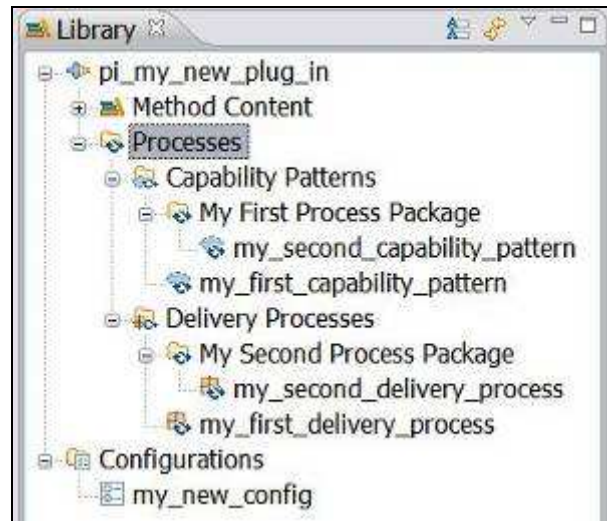 Library
pi_my_new_plug_in
Method Content
Processes
Capability Patterns
My First Process Package
my_second_capability_pattern
my_first_capability_pattern
Delivery Processes
My Second Process Package
my_second_delivery_process
my_first_delivery_process
Configurations
my_new_config